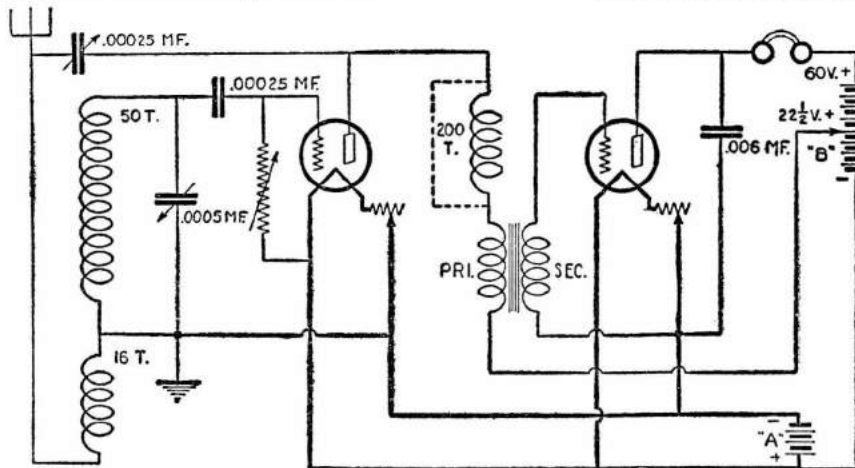 .00025 MF.
.00025 MF.
50 T.
.0005 MF.
16 T.
200
T.
PRI.
SEC.
.006 MF.
60V.+
22½V.+
"B"
-
-
"A"
+